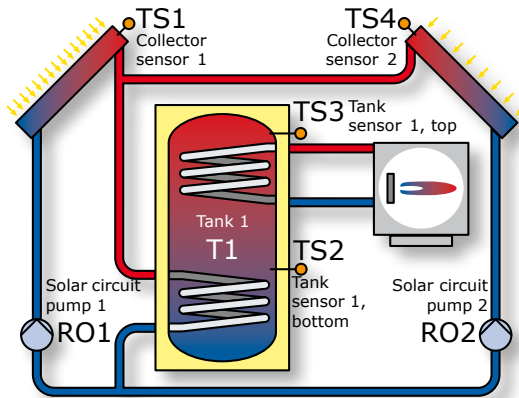 TS1
Collector
sensor 1
TS4
Collector
sensor 2
TS3 Tank
sensor 1, top
Tank 1
T1
TS2
Tank
sensor 1,
bottom
Solar circuit
pump 1
RO1
Solar circuit
pump 2
RO2